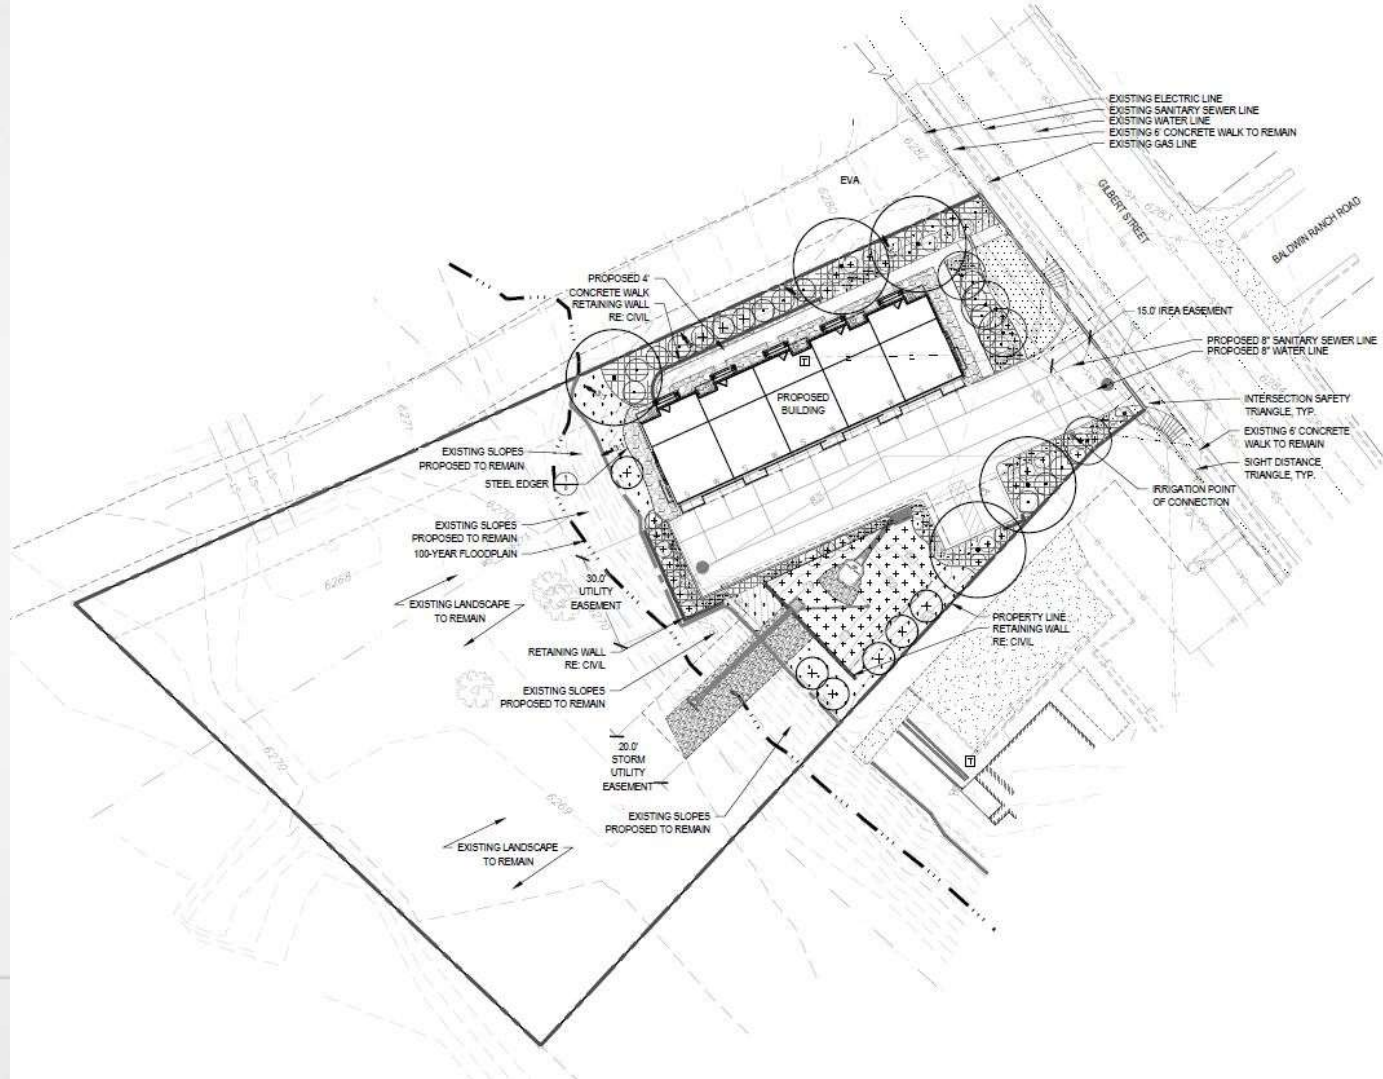 EXISTING ELECTRIC LINE
EXISTING SANITARY SEWER LINE
EXISTING WATER LINE
EXISTING 6' CONCRETE WALK TO REMAIN
EXISTING GAS LINE
6282
EVA
6280
GILBERT STREET
6283
BALDWIN RANCH ROAD
PROPOSED 4'
CONCRETE WALK
RETAINING WALL
RE: CIVIL
15.0' IREA EASEMENT
PROPOSED 8" SANITARY SEWER LINE
PROPOSED 8" WATER LINE
T
PROPOSED
BUILDING
6284
INTERSECTION SAFETY
TRIANGLE, TYP.
6271
EXISTING 6' CONCRETE
WALK TO REMAIN
EXISTING SLOPES
PROPOSED TO REMAIN
STEEL EDGER
SIGHT DISTANCE
TRIANGLE, TYP.
IRRIGATION POINT
OF CONNECTION
6270
EXISTING SLOPES
PROPOSED TO REMAIN
100-YEAR FLOODPLAIN
6268
30.0'
UTILITY
EASEMENT
EXISTING LANDSCAPE
TO REMAIN
PROPERTY LINE
RETAINING WALL
RE: CIVIL
RETAINING WALL
RE: CIVIL
EXISTING SLOPES
PROPOSED TO REMAIN
20.0'
STORM
UTILITY
EASEMENT
6270
T
6269
EXISTING SLOPES
PROPOSED TO REMAIN
EXISTING LANDSCAPE
TO REMAIN